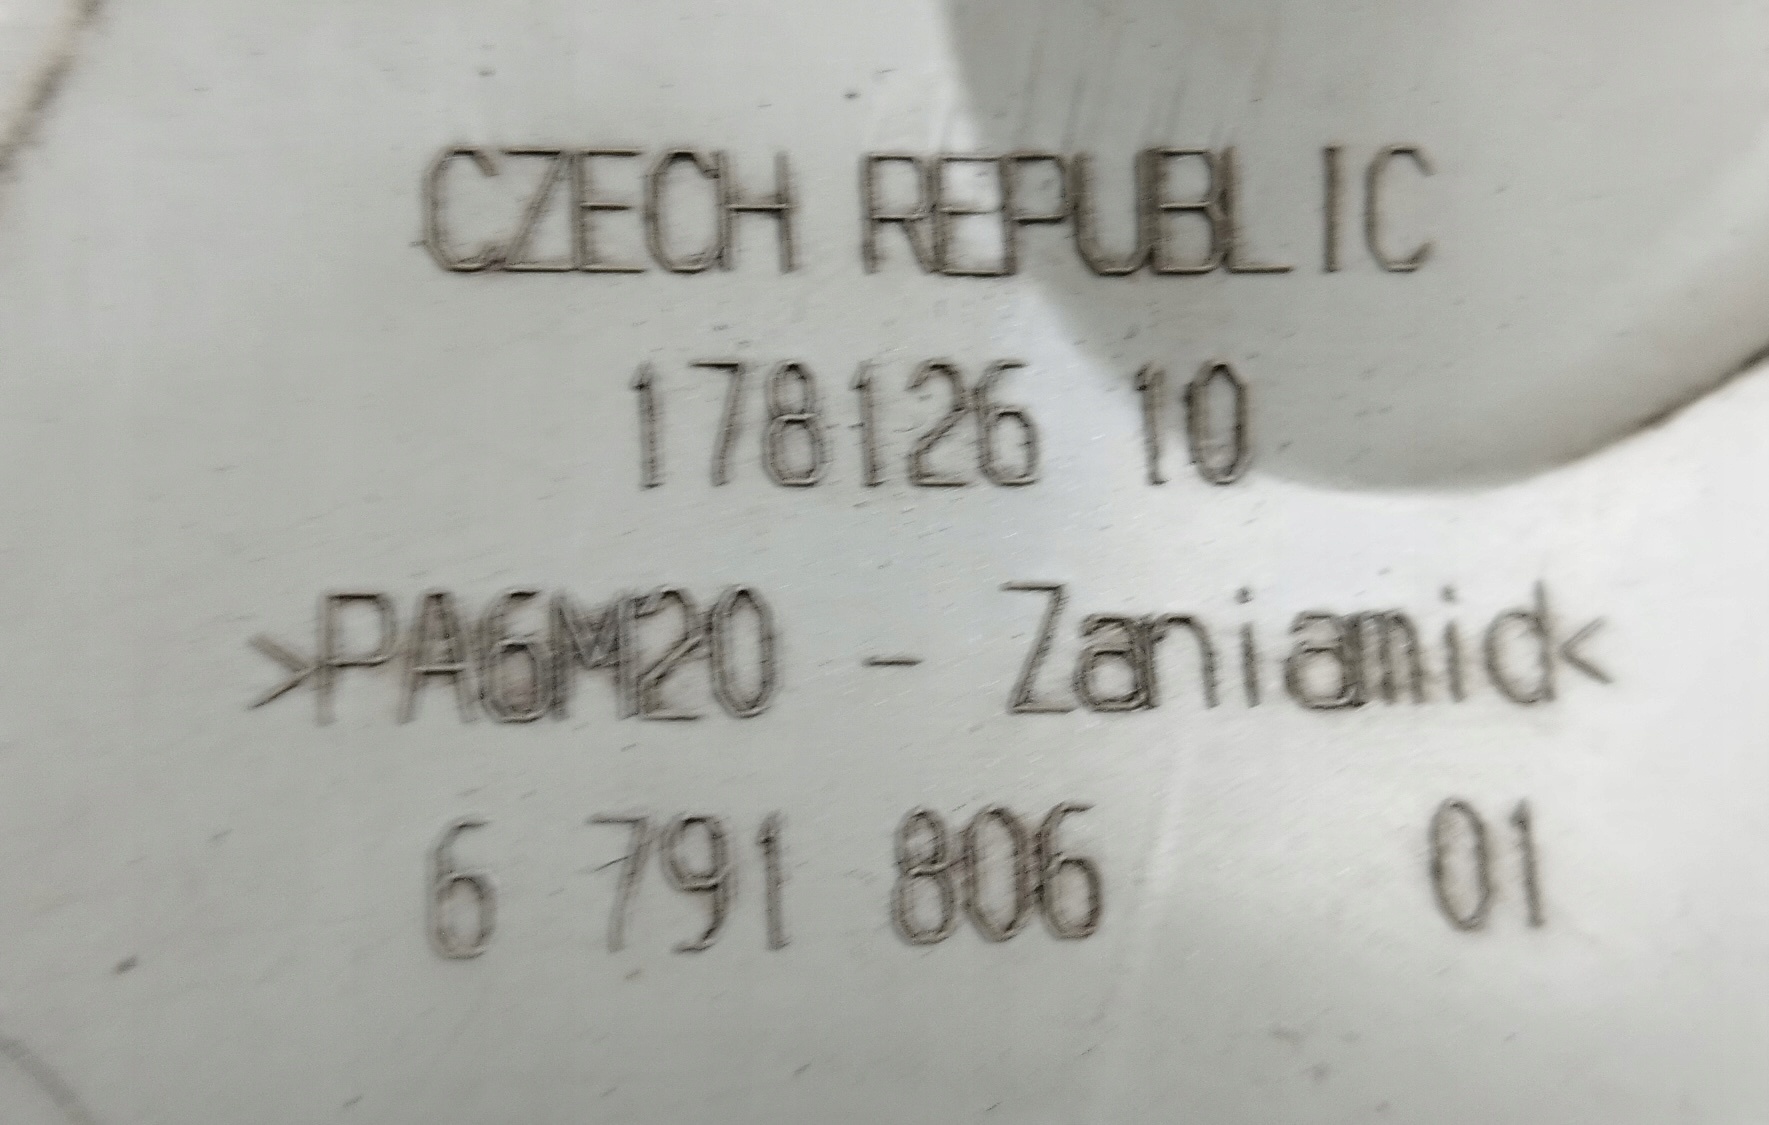 CZECH REPUBLIC
178126 10
>PA6M20 - Zaniamid<
6 791 806 01